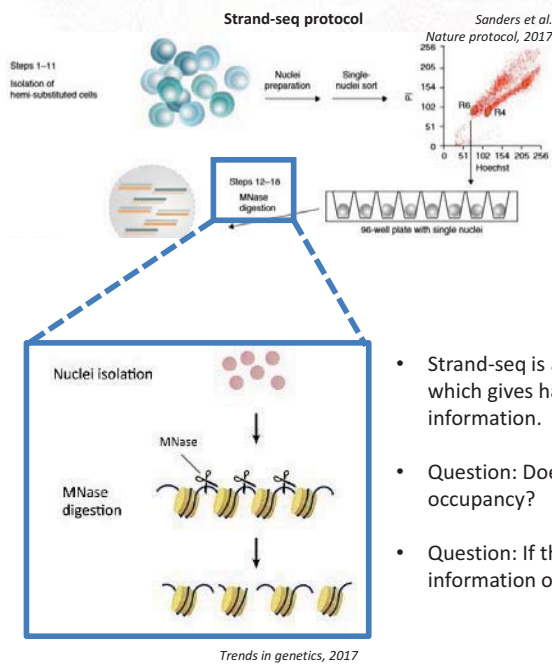 Strand-seq protocol
Sanders et al.
Nature protocol, 2017
Steps 1–11
Isolation of
hemi-substituted cells
Nuclei
preparation
Single-
nuclei sort
256
204
154
102
51
0
PI
R6
R4
0 51 102 154 205 256
Hoechst
Steps 12–18
MNase
digestion
96-well plate with single nuclei
Nuclei isolation
MNase
MNase
digestion
Trends in genetics, 2017
• Strand-seq is
which gives ha
information.
• Question: Doe
occupancy?
• Question: If th
information o